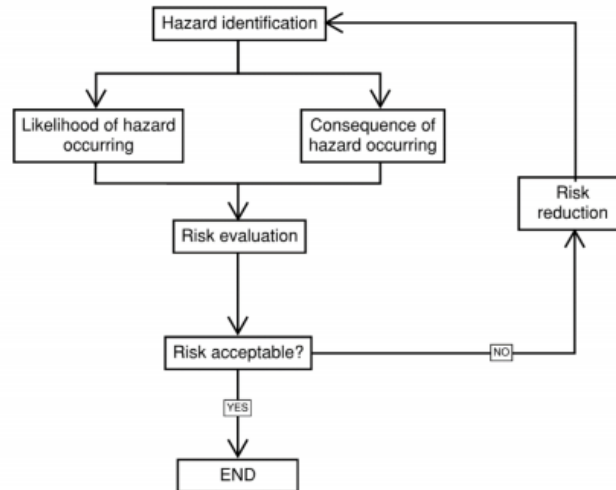 Hazard identification
Likelihood of hazard
occurring
Consequence of
hazard occurring
Risk
reduction
Risk evaluation
Risk acceptable?
NO
YES
END